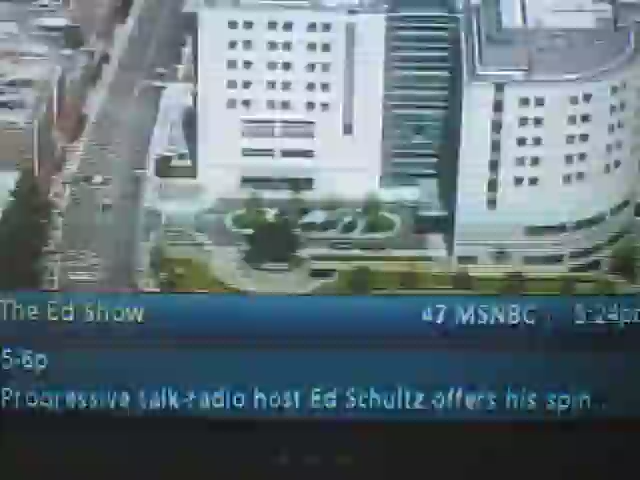 The Ed Show 47 MSNBC
5-6p
Progressive talk-radio host Ed Schultz offers his spin...